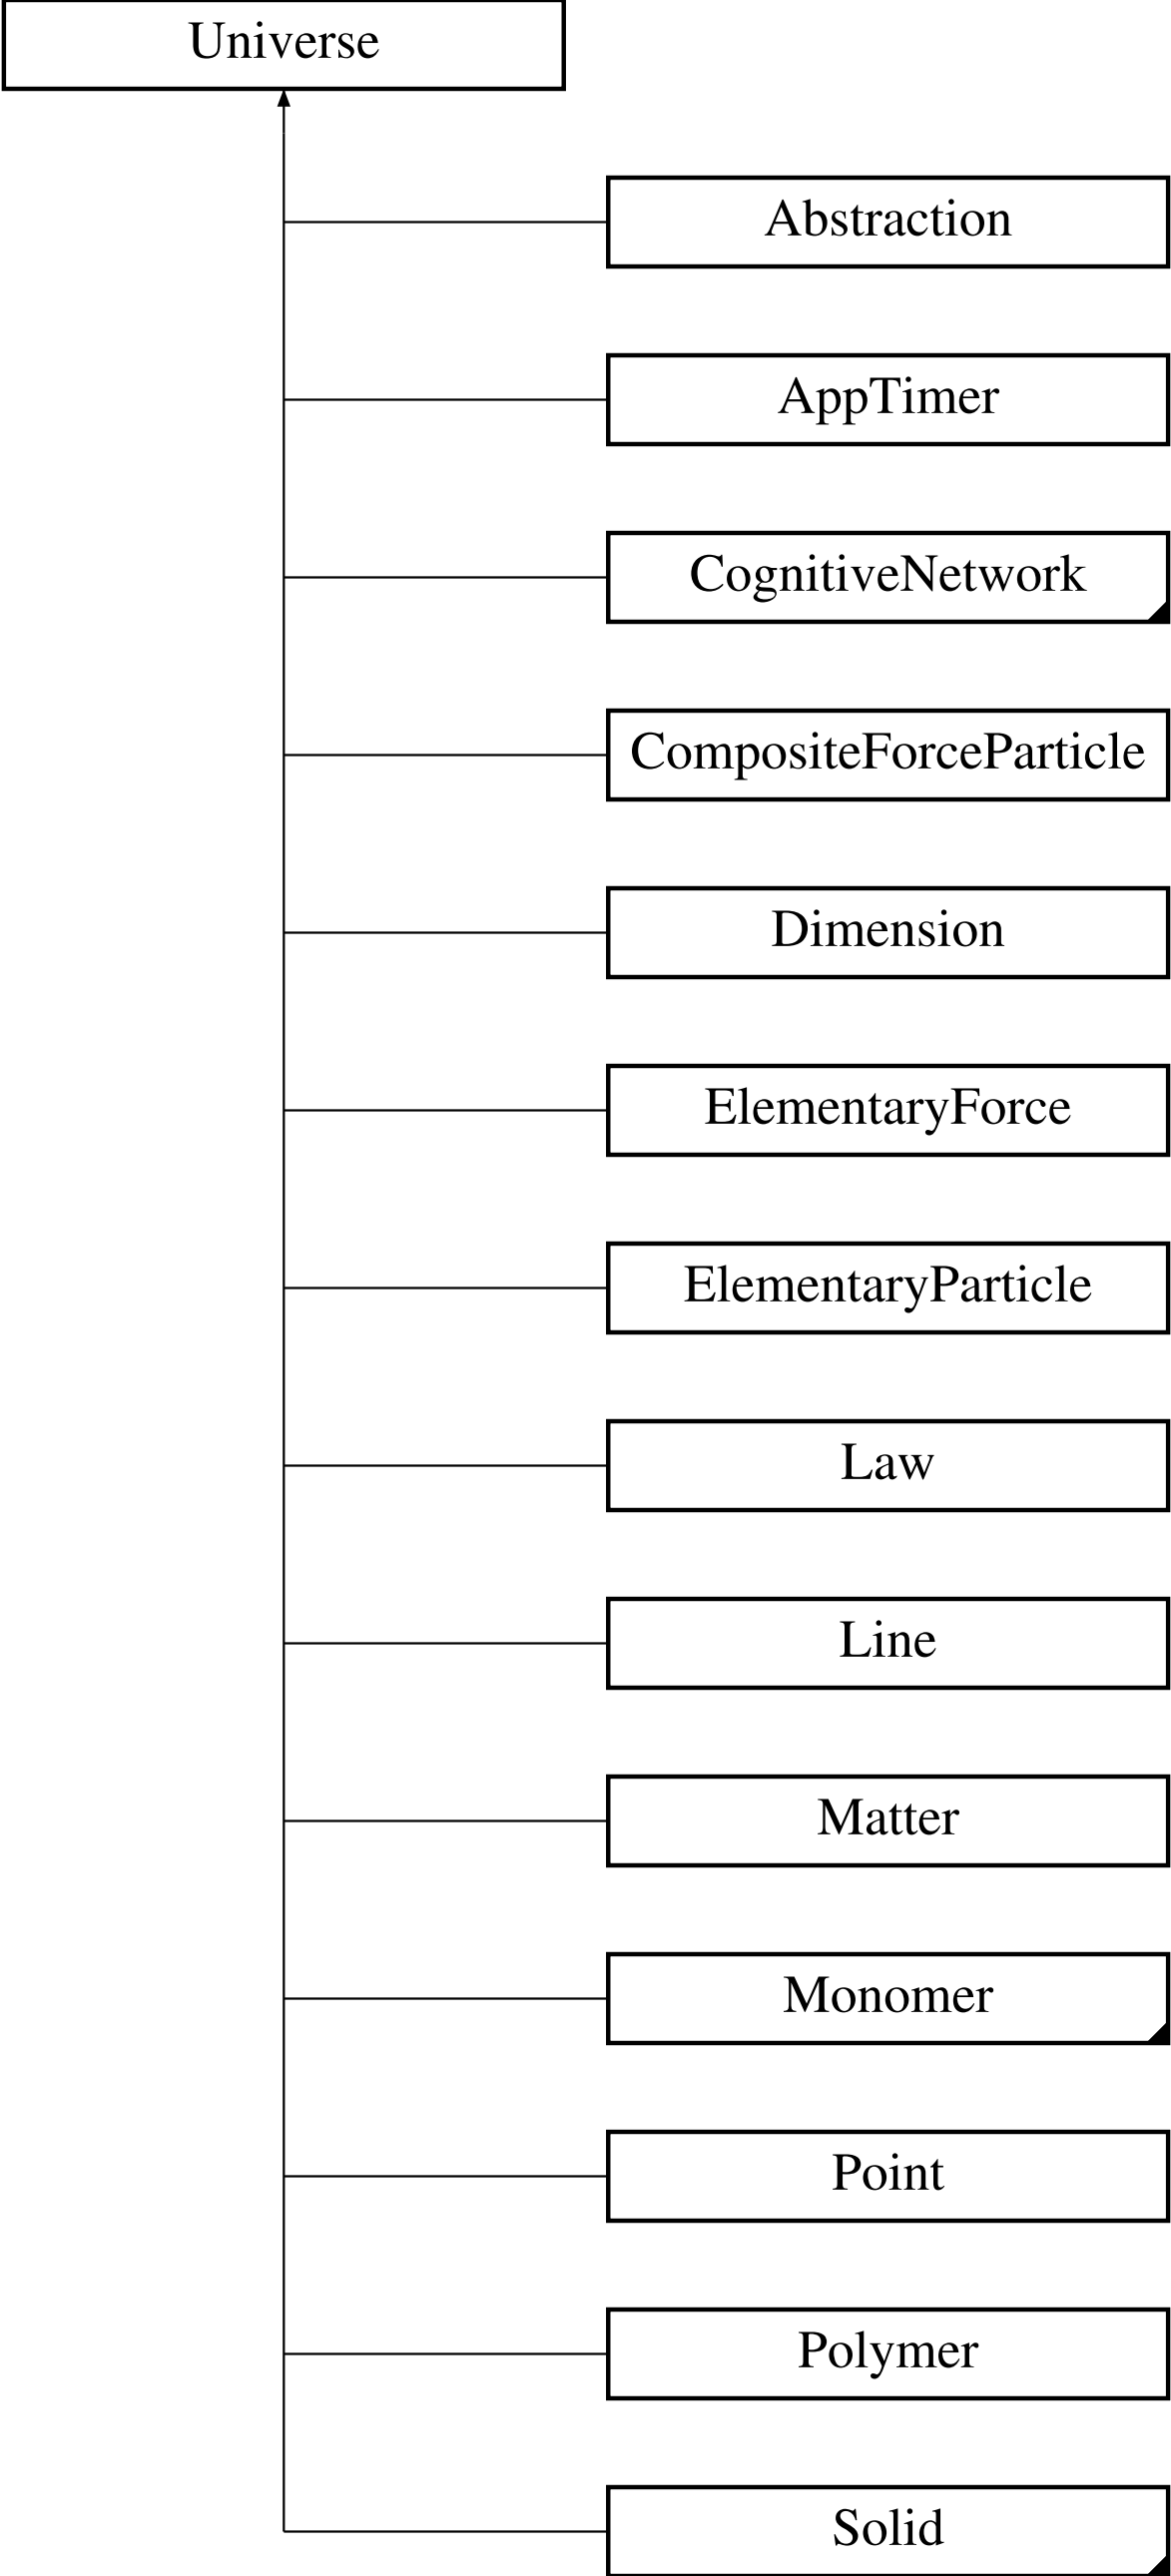 Universe
Abstraction
AppTimer
CognitiveNetwork
CompositeForceParticle
Dimension
ElementaryForce
ElementaryParticle
Law
Line
Matter
Monomer
Point
Polymer
Solid